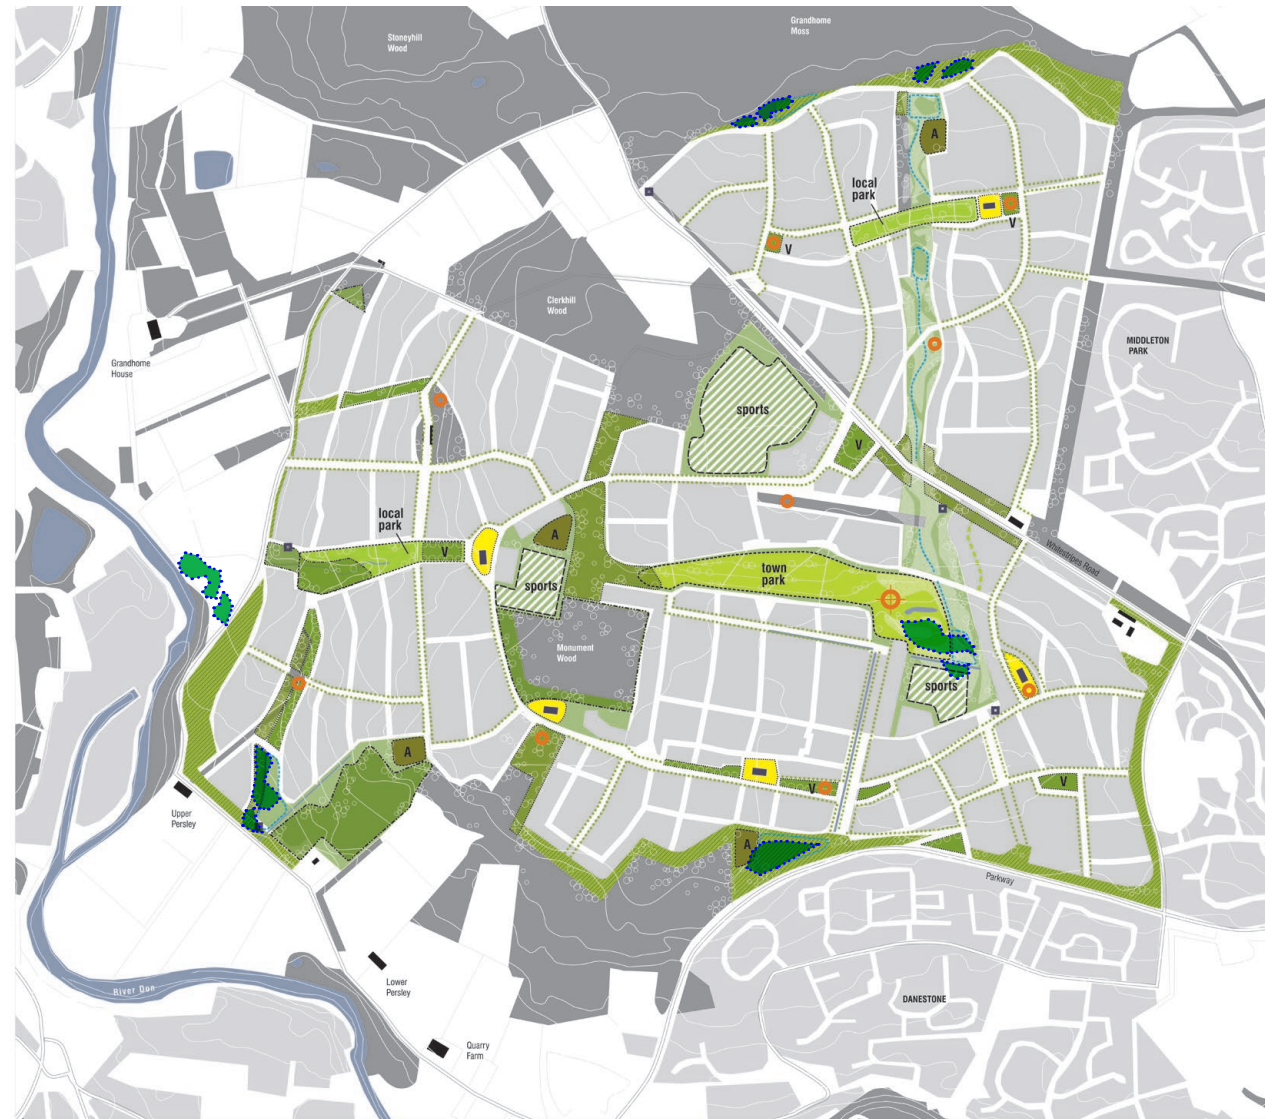 Grandhome
Moss
Stoneyhill
Wood
A
local
park
V
V
Clerkhill
Wood
MIDDLETON
PARK
Grandhome
House
sports
V
local
park
A
V
Whitestripes Road
sports
town
park
Monument
Wood
sports
A
V
V
Upper
Persley
A
Parkway
River Don
Lower
Persley
DANESTONE
Quarry
Farm